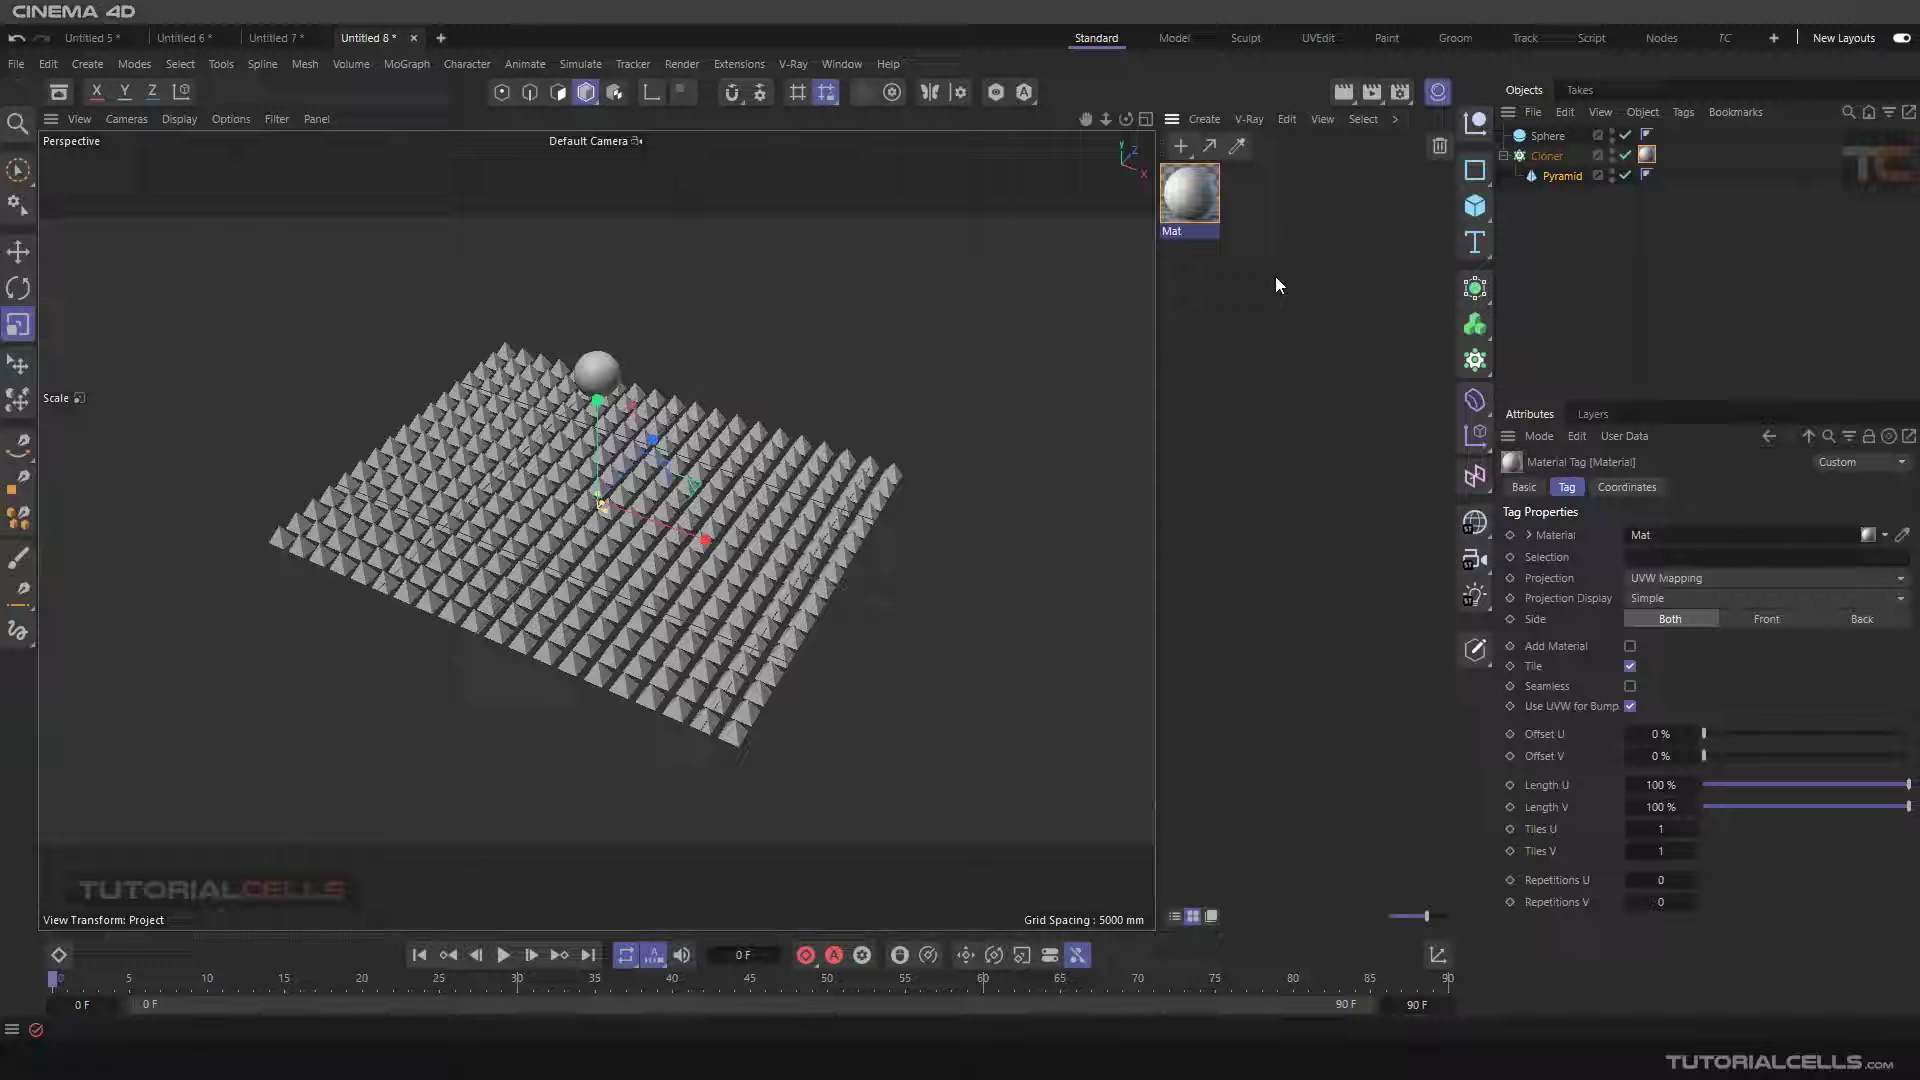 CINEMA 4D
Untitled 5 * Untitled 6 * Untitled 7 * Untitled 8 *
Standard Model Sculpt UVEdit Paint Groom Track Script Nodes TC New Layouts
File Edit Create Modes Select Tools Spline Mesh Volume MoGraph Character Animate Simulate Tracker Render Extensions V-Ray Window Help
X Y Z
Objects Takes
View Cameras Display Options Filter Panel
Create V-Ray Edit View Select
File Edit View Object Tags Bookmarks
Perspective
Default Camera
Sphere
Cloner
Pyramid
TC
Mat
Scale
Attributes Layers
Mode Edit User Data
Material Tag [Material]
Custom
Basic Tag Coordinates
Tag Properties
Material Mat
Selection
Projection UVW Mapping
Projection Display Simple
Side Both Front Back
Add Material
Tile
Seamless
Use UVW for Bump
Offset U 0 %
Offset V 0 %
Length U 100 %
Length V 100 %
Tiles U 1
Tiles V 1
Repetitions U 0
Repetitions V 0
TUTORIALCELLS
View Transform: Project
Grid Spacing : 5000 mm
0 F
0 5 10 15 20 25 30 35 40 45 50 55 60 65 70 75 80 85 90
0 F 0 F 90 F 90 F
TUTORIALCELLS.COM